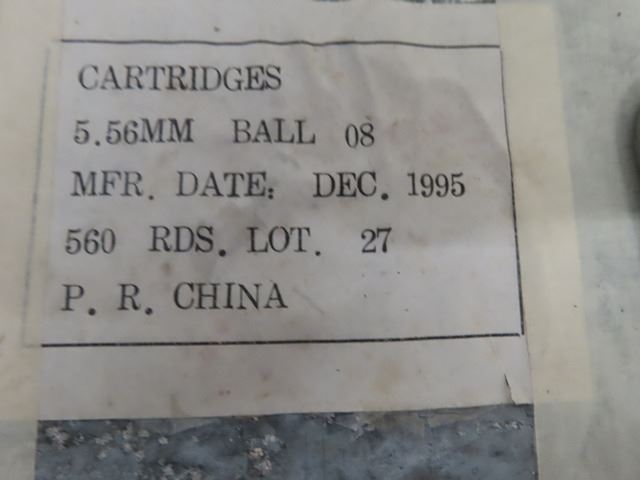 CARTRIDGES
5.56MM BALL 08
MFR. DATE: DEC. 1995
560 RDS. LOT. 27
P. R. CHINA